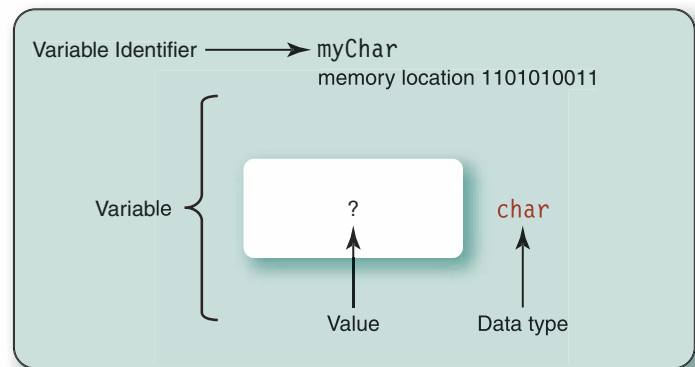 Variable Identifier myChar
memory location 1101010011
Variable ? char
Value Data type